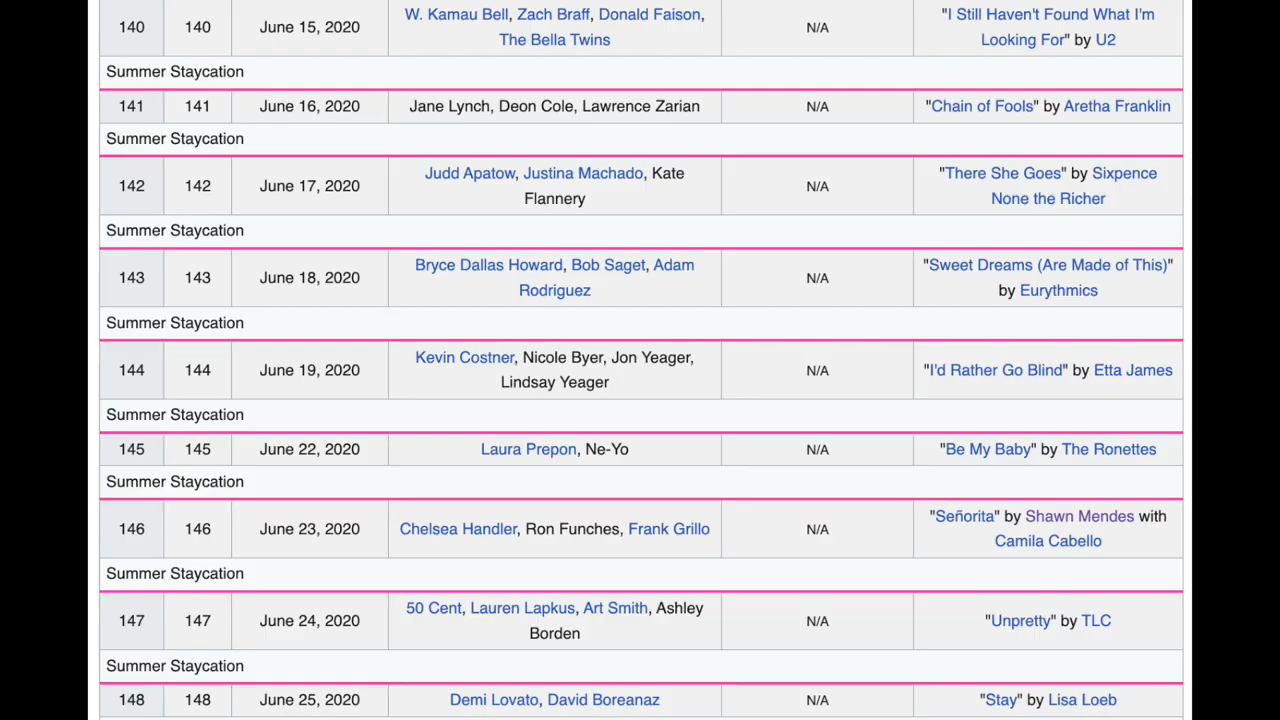 140 140 June 15, 2020 W. Kamau Bell, Zach Braff, Donald Faison, N/A "I Still Haven't Found What I'm
The Bella Twins Looking For" by U2
Summer Staycation
141 141 June 16, 2020 Jane Lynch, Deon Cole, Lawrence Zarian N/A "Chain of Fools" by Aretha Franklin
Summer Staycation
142 142 June 17, 2020 Judd Apatow, Justina Machado, Kate N/A "There She Goes" by Sixpence
Flannery None the Richer
Summer Staycation
143 143 June 18, 2020 Bryce Dallas Howard, Bob Saget, Adam N/A "Sweet Dreams (Are Made of This)"
Rodriguez by Eurythmics
Summer Staycation
144 144 June 19, 2020 Kevin Costner, Nicole Byer, Jon Yeager, N/A "I'd Rather Go Blind" by Etta James
Lindsay Yeager
Summer Staycation
145 145 June 22, 2020 Laura Prepon, Ne-Yo N/A "Be My Baby" by The Ronettes
Summer Staycation
146 146 June 23, 2020 Chelsea Handler, Ron Funches, Frank Grillo N/A "Señorita" by Shawn Mendes with
Camila Cabello
Summer Staycation
147 147 June 24, 2020 50 Cent, Lauren Lapkus, Art Smith, Ashley N/A "Unpretty" by TLC
Borden
Summer Staycation
148 148 June 25, 2020 Demi Lovato, David Boreanaz N/A "Stay" by Lisa Loeb